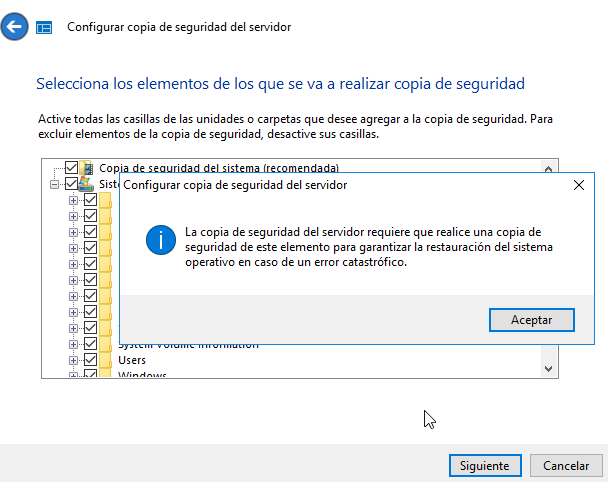 Configurar copia de seguridad del servidor
Selecciona los elementos de los que se va a realizar copia de seguridad
Active todas las casillas de las unidades o carpetas que desee agregar a la copia de seguridad. Para
excluir elementos de la copia de seguridad, desactive sus casillas.
Copia de seguridad del sistema (recomendada)
Configurar copia de seguridad del servidor
La copia de seguridad del servidor requiere que realice una copia de
seguridad de este elemento para garantizar la restauración del sistema
operativo en caso de un error catastrófico.
Aceptar
System Volume Information
Users
Windows
Siguiente
Cancelar